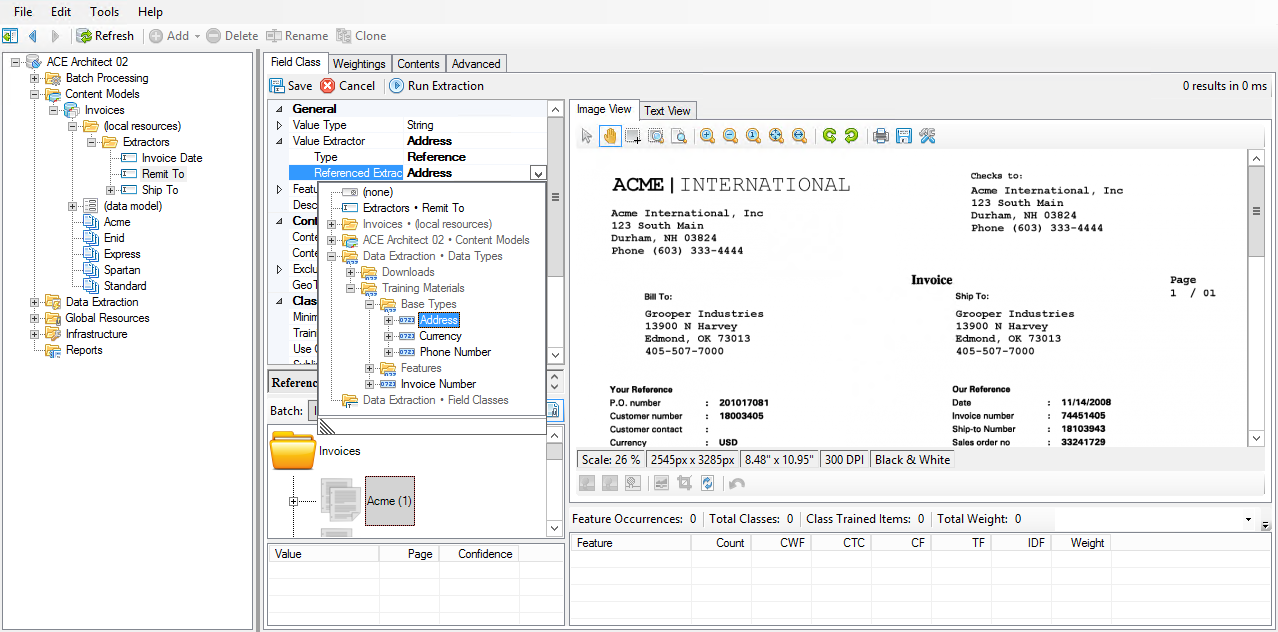 File Edit Tools Help
Refresh Add Delete Rename Clone
ACE Architect 02
Batch Processing
Content Models
Invoices
(local resources)
Extractors
Invoice Date
Remit To
Ship To
(data model)
Acme
Enid
Express
Spartan
Standard
Data Extraction
Global Resources
Infrastructure
Reports
Field Class Weightings Contents Advanced
Save Cancel Run Extraction 0 results in 0 ms
General
Value Type String
Value Extractor Address
Type Reference
Referenced Extrac Address
(none)
Extractors • Remit To
Invoices • (local resources)
ACE Architect 02 • Content Models
Data Extraction • Data Types
Downloads
Training Materials
Base Types
Address
Currency
Phone Number
Features
Invoice Number
Data Extraction • Field Classes
Featu
Desc
Cont
Conte
Conte
Exclu
Geo T
Clas
Minim
Traini
Use C
Referenc
Batch:
Invoices
Acme (1)
Value Page Confidence
Image View Text View
ACME | INTERNATIONAL
Acme International, Inc
123 South Main
Durham, NH 03824
Phone (603) 333-4444
Checks to:
Acme International, Inc
123 South Main
Durham, NH 03824
Phone (603) 333-4444
Invoice
Page
1 / 01
Bill To:
Grooper Industries
13900 N Harvey
Edmond, OK 73013
405-507-7000
Ship To:
Grooper Industries
13900 N Harvey
Edmond, OK 73013
405-507-7000
Your Reference
P.O. number : 201017081
Customer number : 18003405
Customer contact :
Currency : USD
Our Reference
Date : 11/14/2008
Invoice number : 74451405
Ship-to Number : 18103943
Sales order no : 33241729
Scale: 26 % 2545px x 3285px 8.48" x 10.95" 300 DPI Black & White
Feature Occurrences: 0 Total Classes: 0 Class Trained Items: 0 Total Weight: 0
Feature Count CWF CTC CF TF IDF Weight